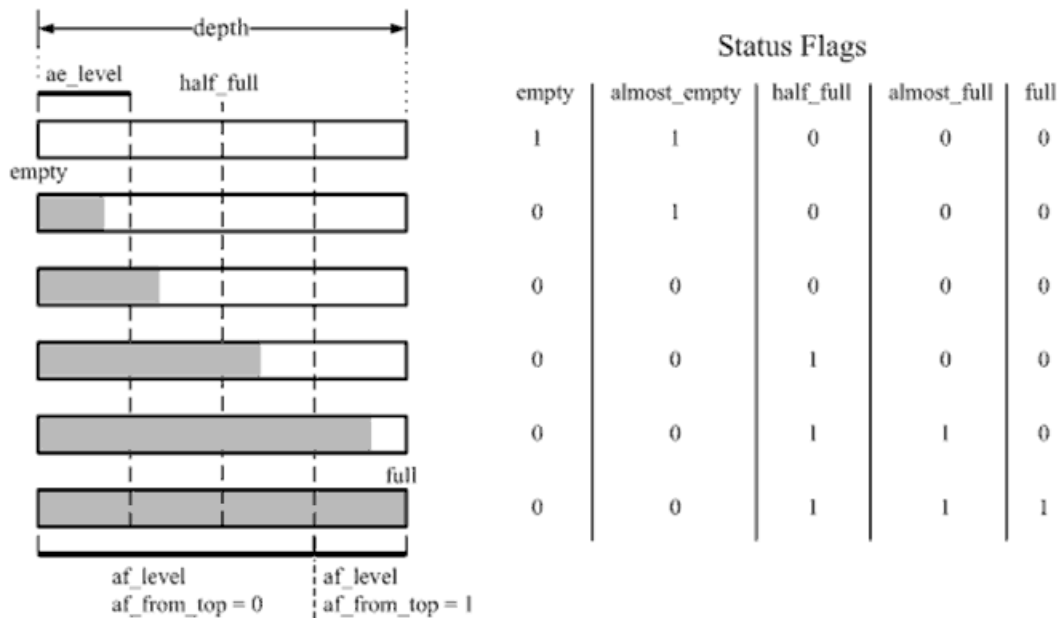 depth
ae_level
half_full
empty
full
af_level
af_from_top = 0
af_level
af_from_top = 1
Status Flags
empty almost_empty half_full almost_full full
1 1 0 0 0
0 1 0 0 0
0 0 0 0 0
0 0 1 0 0
0 0 1 1 0
0 0 1 1 1